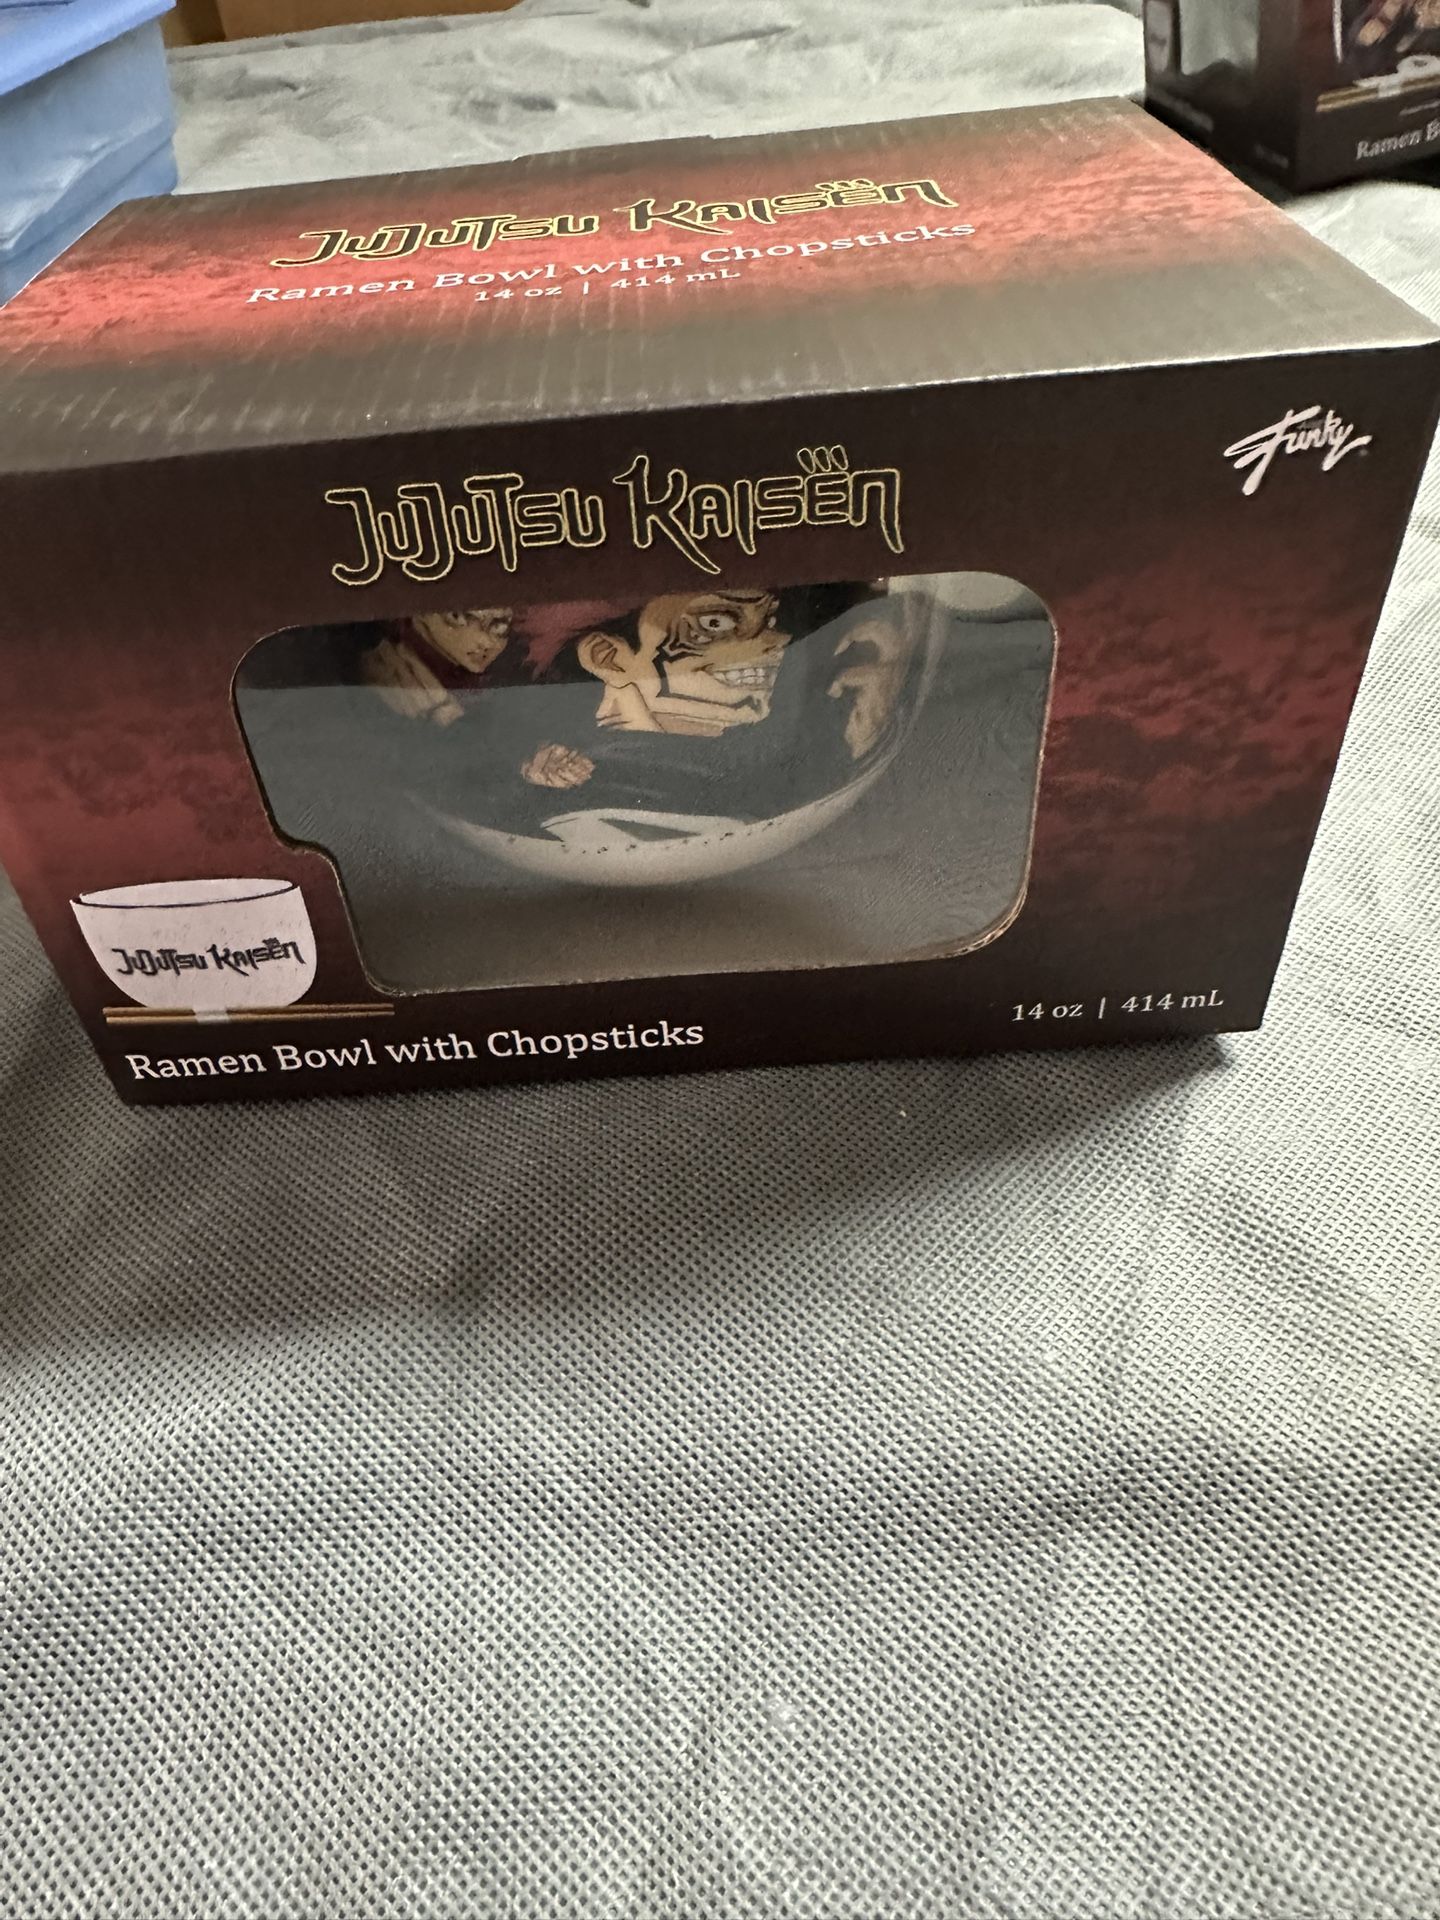 JUJUTSU KAISEN
Ramen Bowl with Chopsticks
14 oz | 414 mL
Ramen
Funky
JUJUTSU KAISEN
JUJUTSU KAISEN
14 oz | 414 mL
Ramen Bowl with Chopsticks